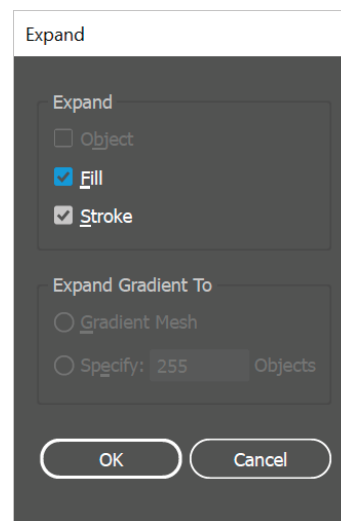 Expand
Expand
Object
Fill
Stroke
Expand Gradient To
Gradient Mesh
Specify: 255 Objects
OK Cancel